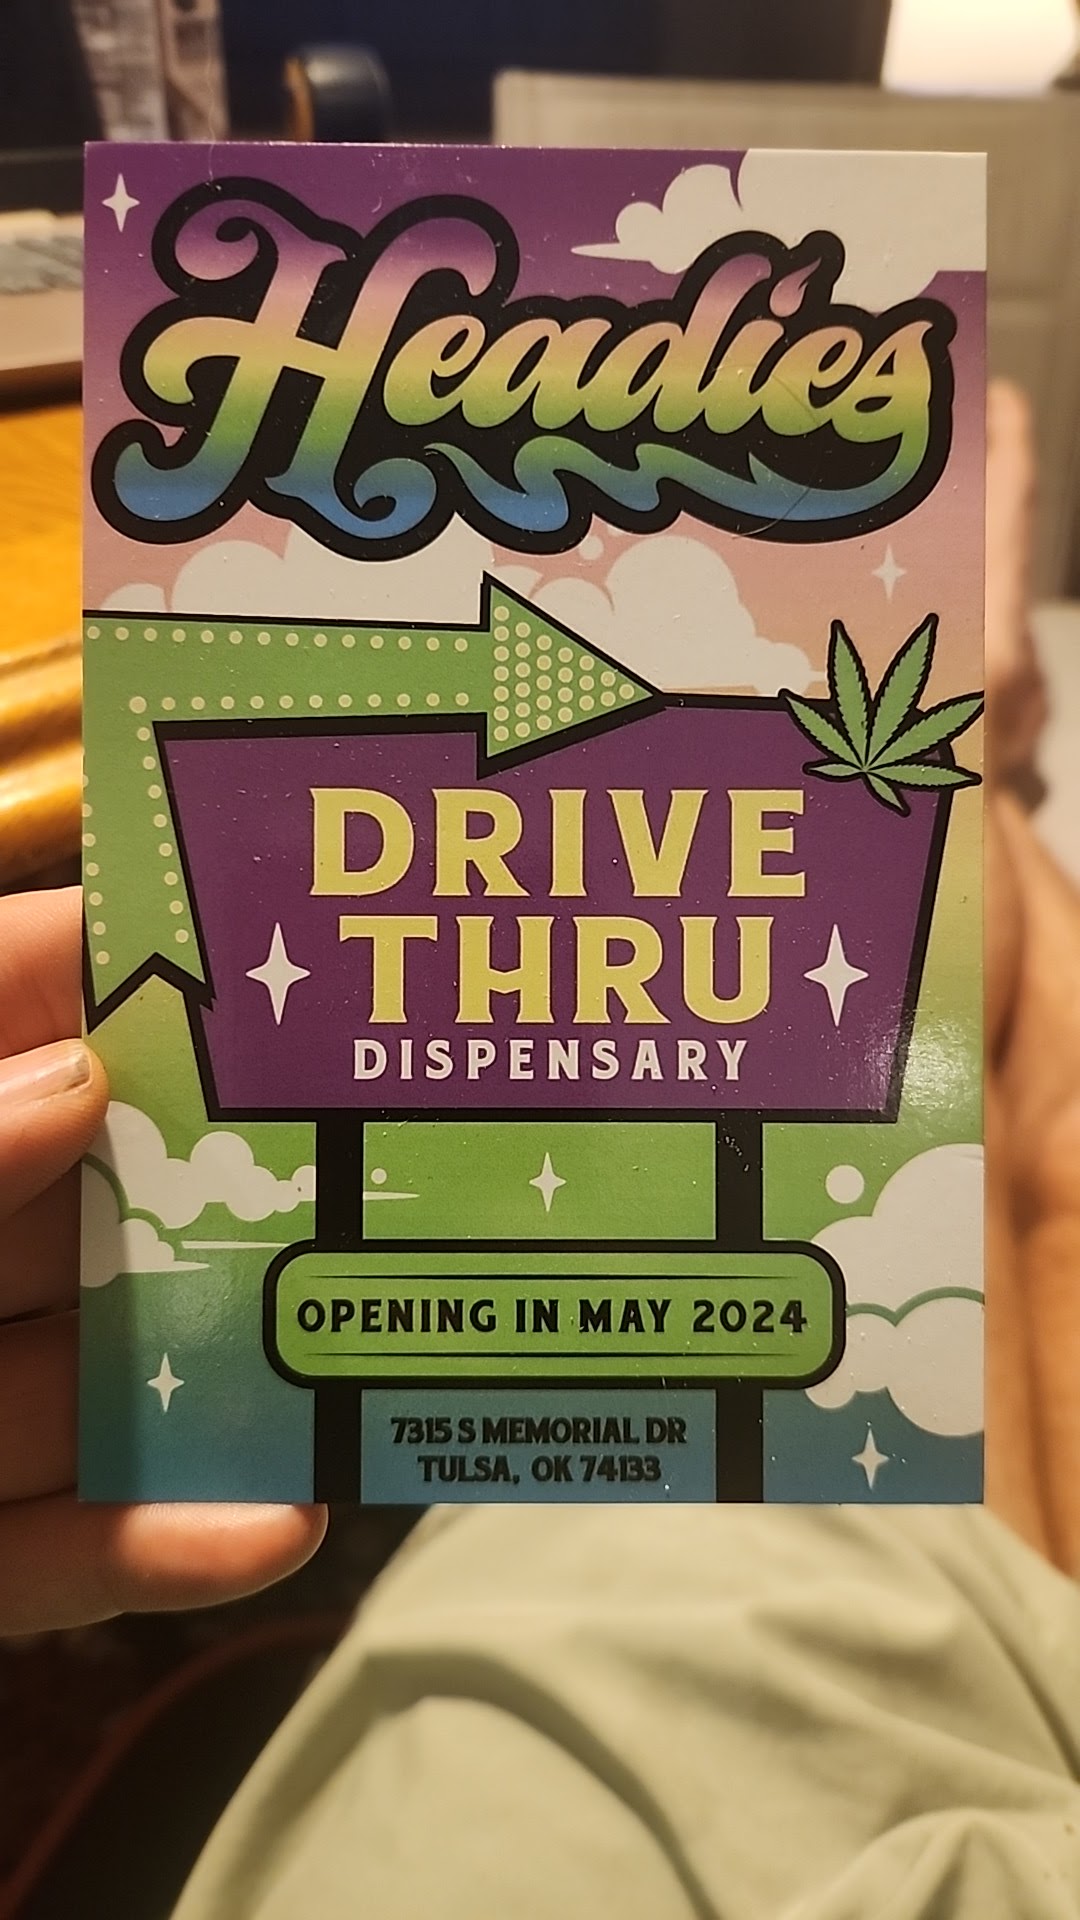 Headies
DRIVE
THRU
DISPENSARY
OPENING IN MAY 2024
7315 S MEMORIAL DR
TULSA, OK 74133